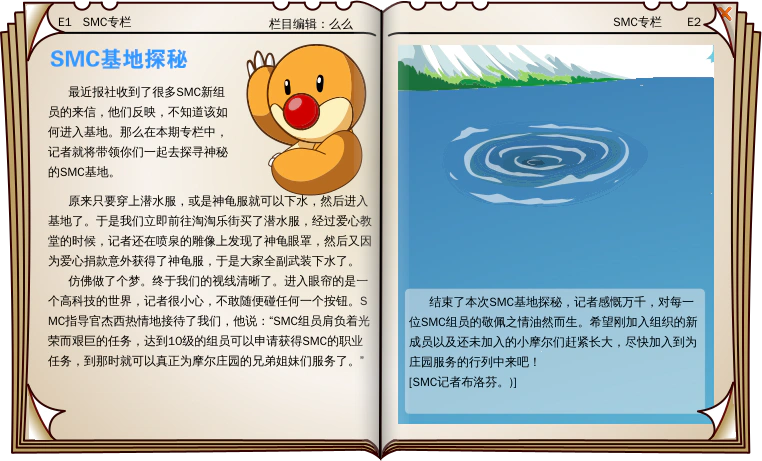 E1 SMC专栏
栏目编辑：么么
SMC基地探秘
最近报社收到了很多SMC新组
员的来信，他们反映，不知道该如
何进入基地。那么在本期专栏中，
记者就将带领你们一起去探寻神秘
的SMC基地。
原来只要穿上潜水服，或是神龟服就可以下水，然后进入
基地了。于是我们立即前往淘淘乐街买了潜水服，经过爱心教
堂的时候，记者还在喷泉的雕像上发现了神龟眼罩，然后又因
为爱心捐款意外获得了神龟服，于是大家全副武装下水了。
仿佛做了个梦。终于我们的视线清晰了。进入眼帘的是一
个高科技的世界，记者很小心，不敢随便碰任何一个按钮。S
MC指导官杰西热情地接待了我们，他说：“SMC组员肩负着光
荣而艰巨的任务，达到10级的组员可以申请获得SMC的职业
任务，到那时就可以真正为摩尔庄园的兄弟姐妹们服务了。”
SMC专栏 E2
结束了本次SMC基地探秘，记者感慨万千，对每一
位SMC组员的敬佩之情油然而生。希望刚加入组织的新
成员以及还未加入的小摩尔们赶紧长大，尽快加入到为
庄园服务的行列中来吧！
[SMC记者布洛芬。)]